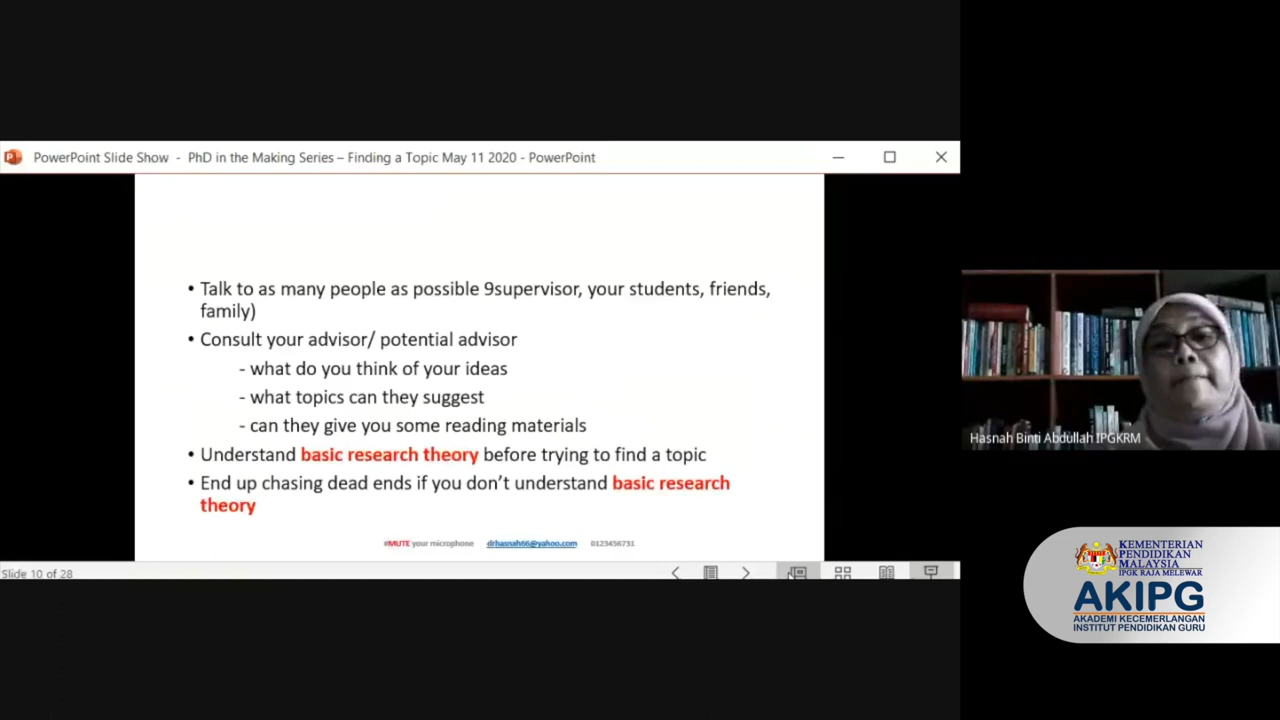 PowerPoint Slide Show - PhD in the Making Series – Finding a Topic May 11 2020 - PowerPoint
• Talk to as many people as possible 9supervisor, your students, friends,
family)
• Consult your advisor/ potential advisor
- what do you think of your ideas
- what topics can they suggest
- can they give you some reading materials
• Understand basic research theory before trying to find a topic
• End up chasing dead ends if you don't understand basic research
theory
#MUTE your microphone drhasnah66@yahoo.com 0123456731
Slide 10 of 28
Hasnah Binti Abdullah IPGKRM
KEMENTERIAN
PENDIDIKAN
MALAYSIA
IPGK RAJA MELEWAR
AKIPG
AKADEMI KECEMERLANGAN
INSTITUT PENDIDIKAN GURU